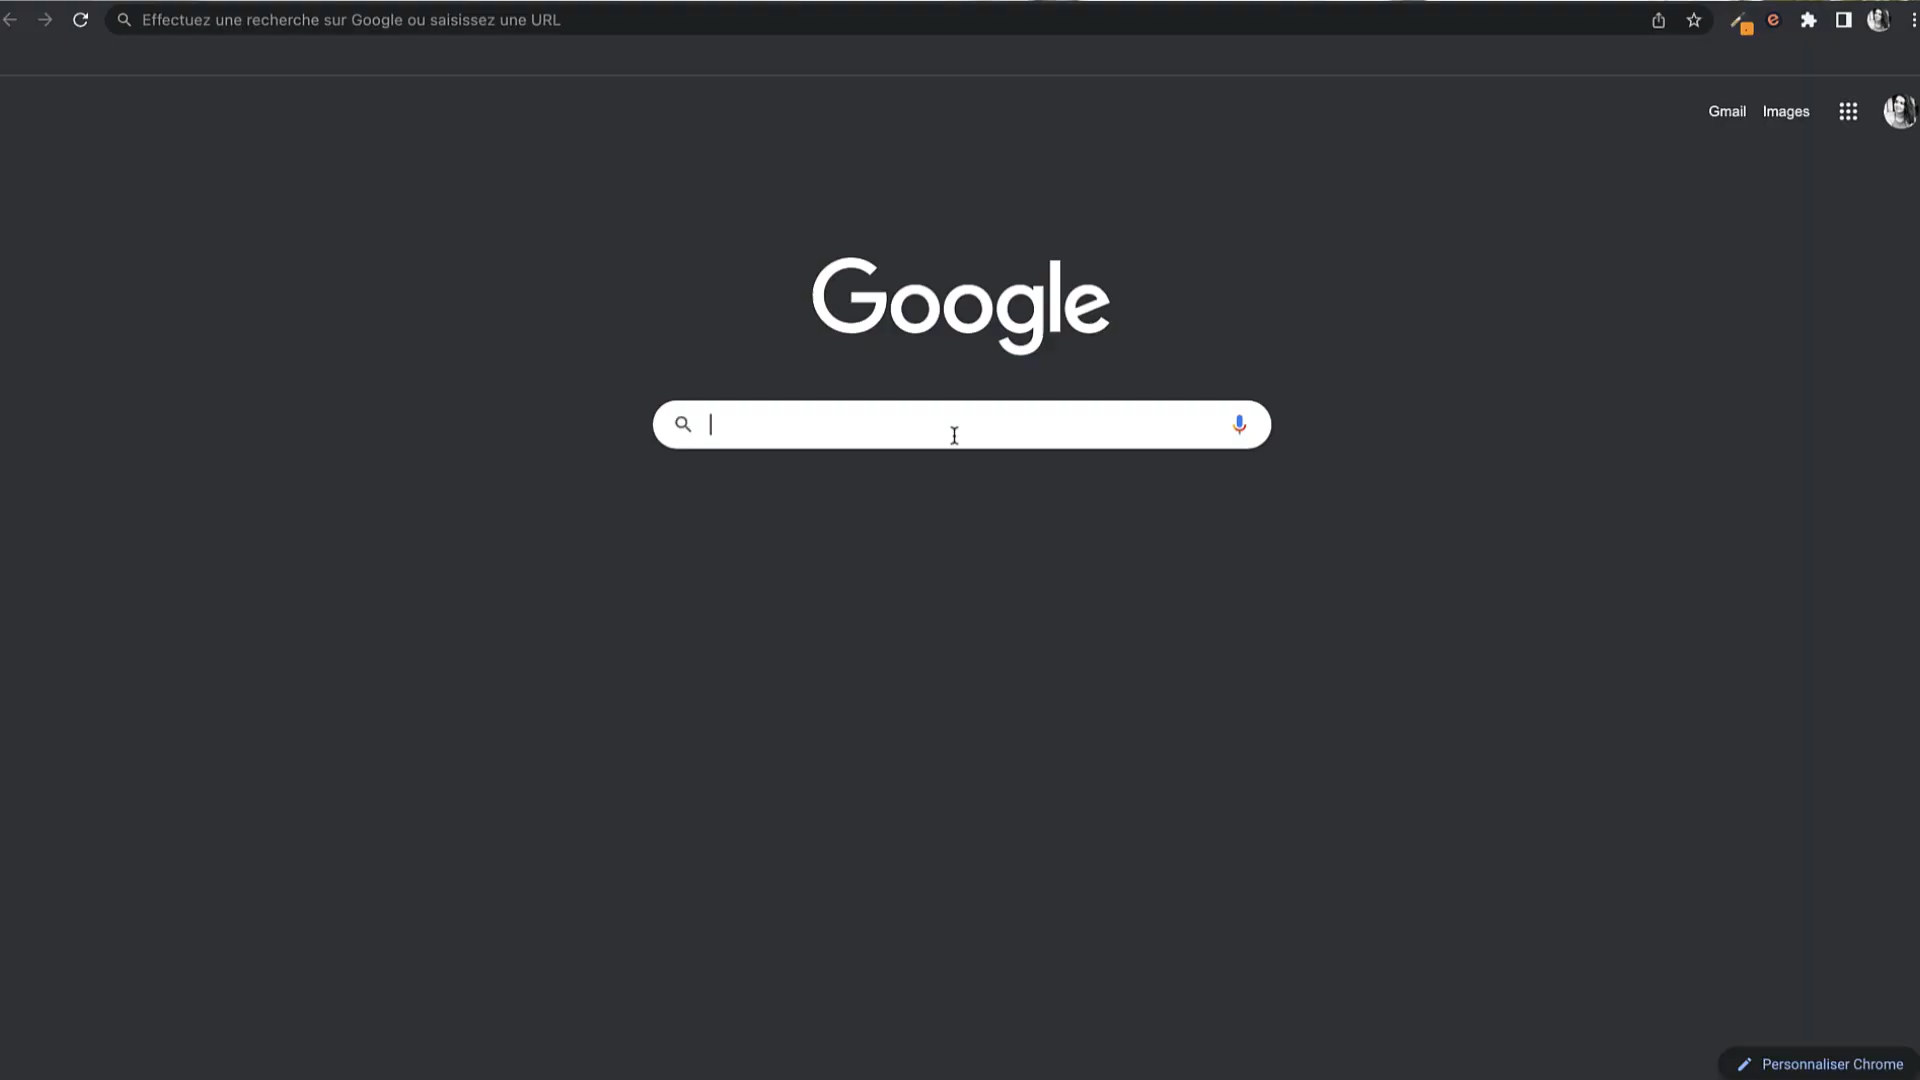 Effectuez une recherche sur Google ou saisissez une URL
Gmail Images
Google
Personnaliser Chrome